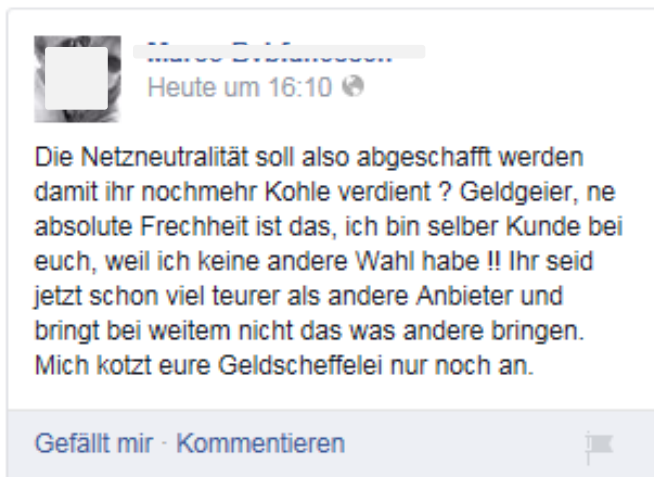 Heute um 16:10
Die Netzneutralität soll also abgeschafft werden
damit ihr nochmehr Kohle verdient ? Geldgeier, ne
absolute Frechheit ist das, ich bin selber Kunde bei
euch, weil ich keine andere Wahl habe !! Ihr seid
jetzt schon viel teurer als andere Anbieter und
bringt bei weitem nicht das was andere bringen.
Mich kotzt eure Geldscheffelei nur noch an.
Gefällt mir · Kommentieren